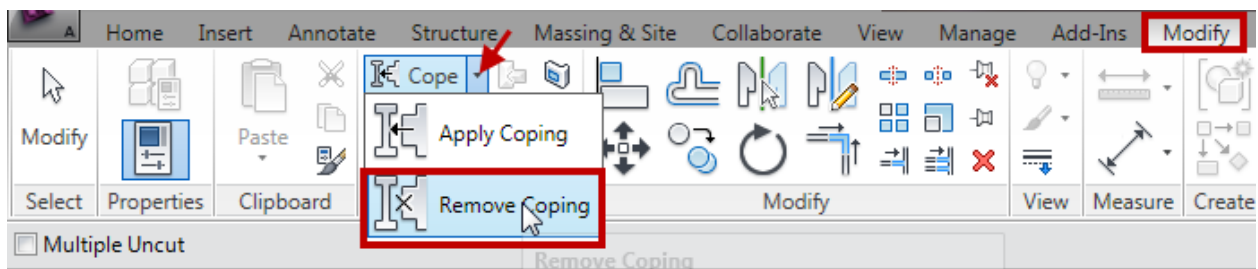 A Home Insert Annotate Structure Massing & Site Collaborate View Manage Add-Ins Modify
Cope
Apply Coping
Modify Paste
Remove Coping
Select Properties Clipboard Modify View Measure Create
Multiple Uncut
Remove Coping